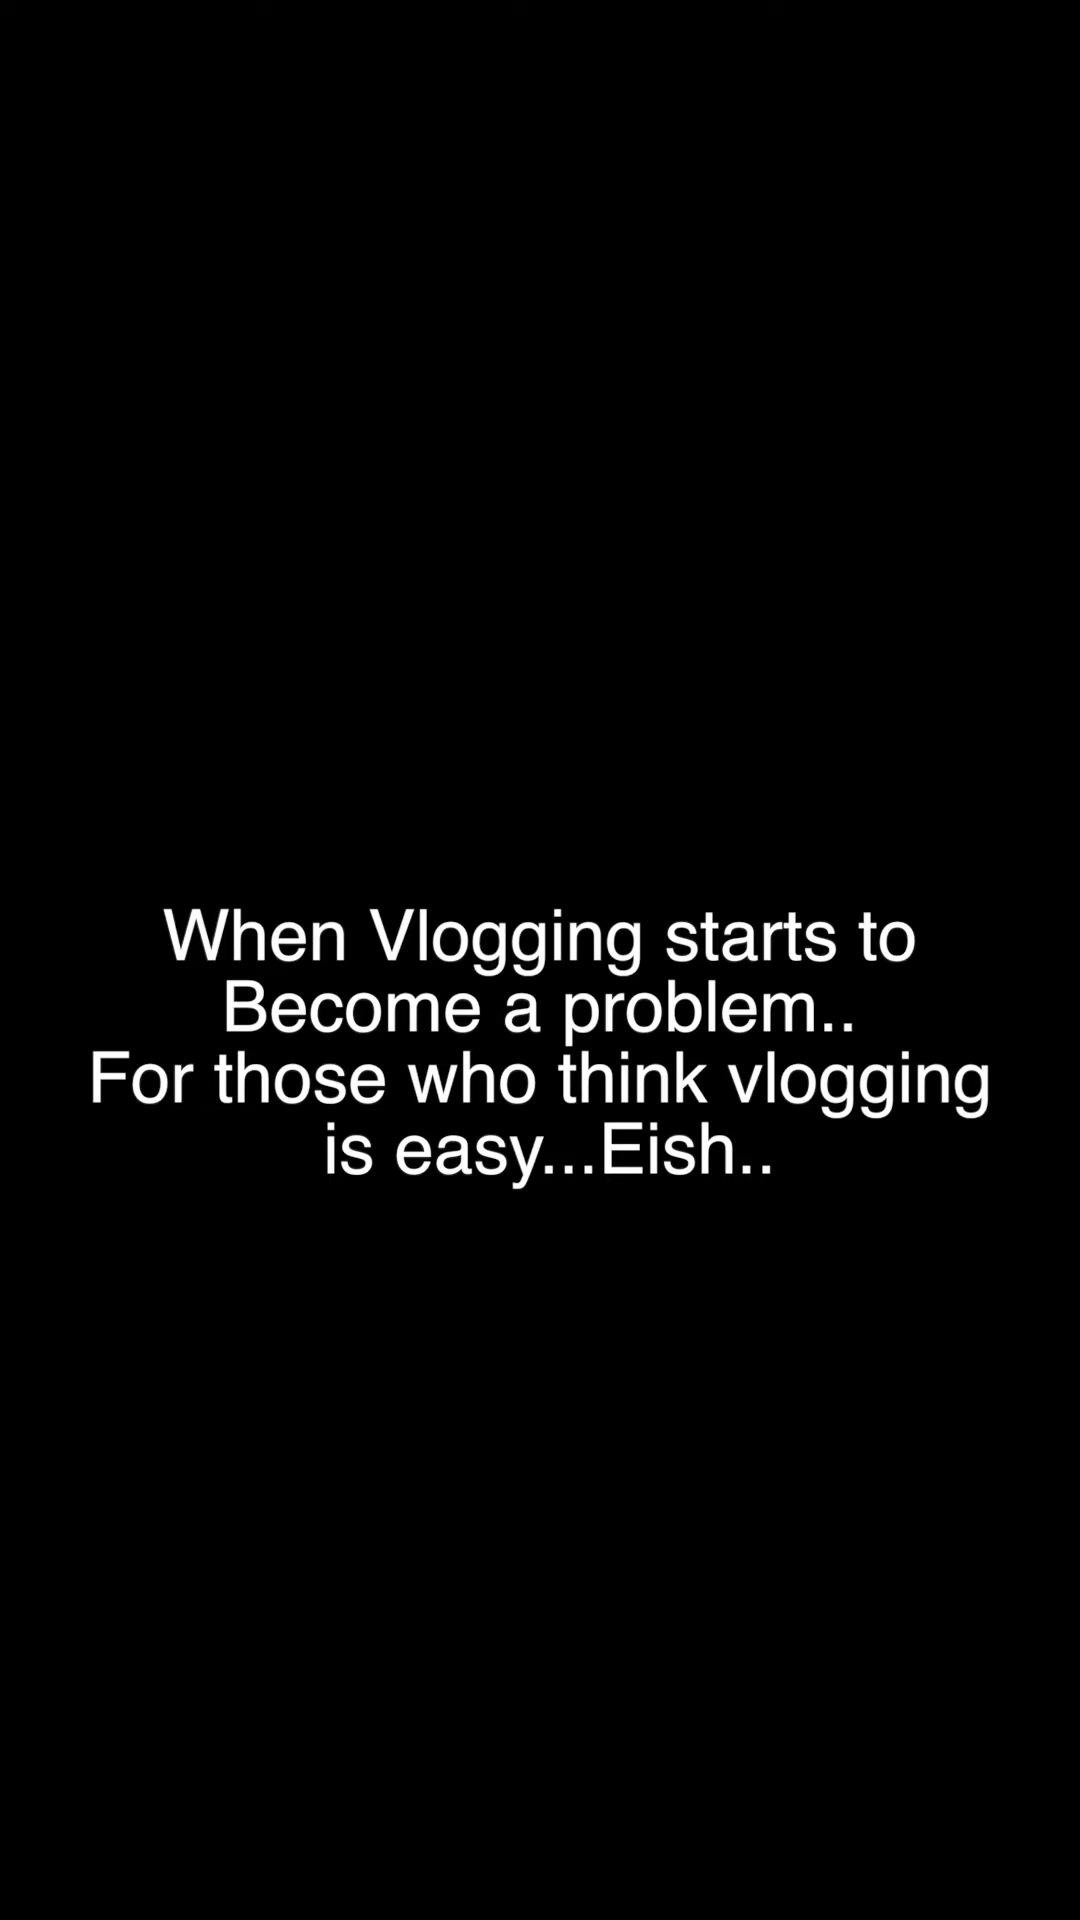 When Vlogging starts to
Become a problem..
For those who think vlogging
is easy...Eish..